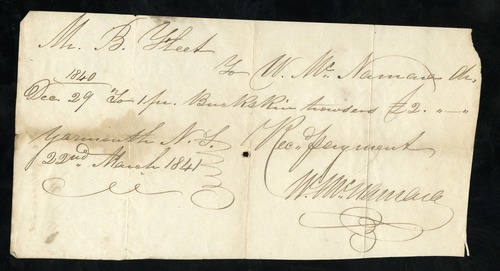 Mr. B. Fleet
To W. McNamara Dr,
1840
Dec. 29 "To 1 pr. Buckskin trowsers £2. "—"
Yarmouth N.S. Recd. payment
22nd March 1841
W. McNamara